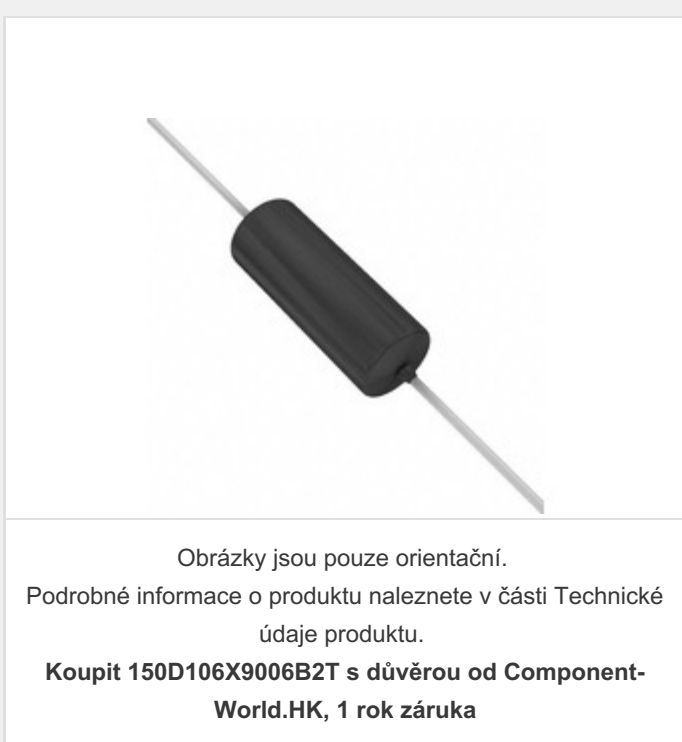 Obrázky jsou pouze orientační.
Podrobné informace o produktu naleznete v části Technické
údaje produktu.
Koupit 150D106X9006B2T s důvěrou od Component-
World.HK, 1 rok záruka